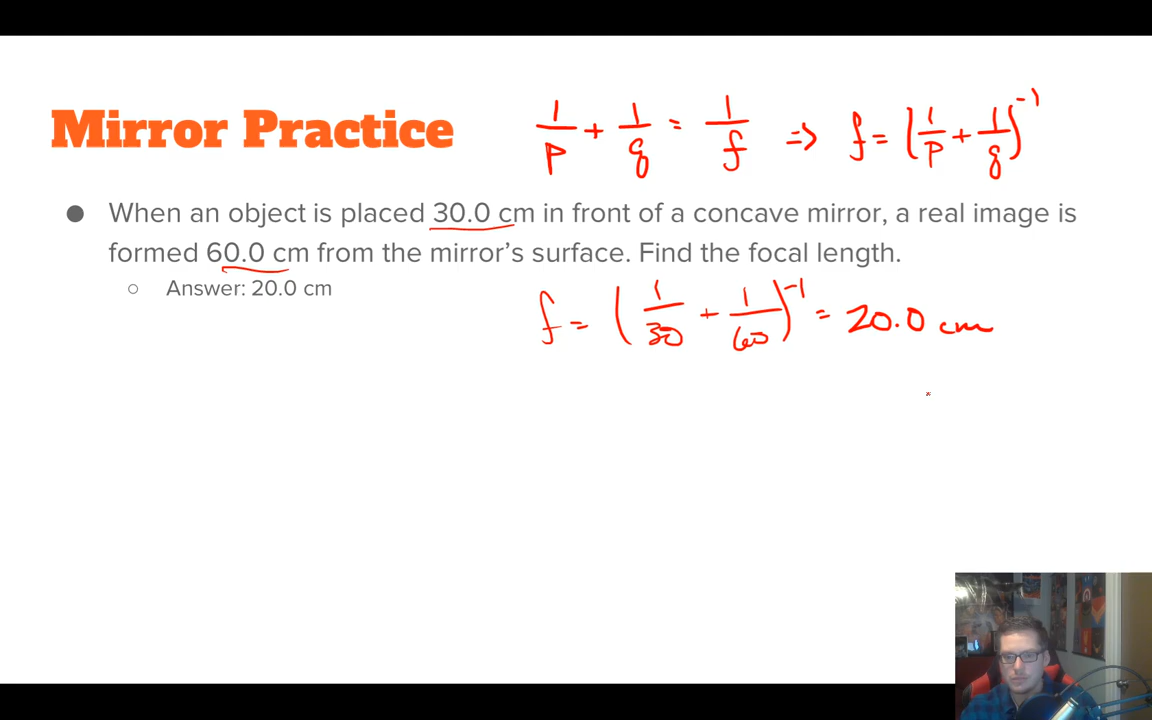 Mirror Practice
1/p + 1/q = 1/f => f = (1/p + 1/q)^-1
● When an object is placed 30.0 cm in front of a concave mirror, a real image is
formed 60.0 cm from the mirror's surface. Find the focal length.
○ Answer: 20.0 cm
f = (1/30 + 1/60)^-1 = 20.0 cm